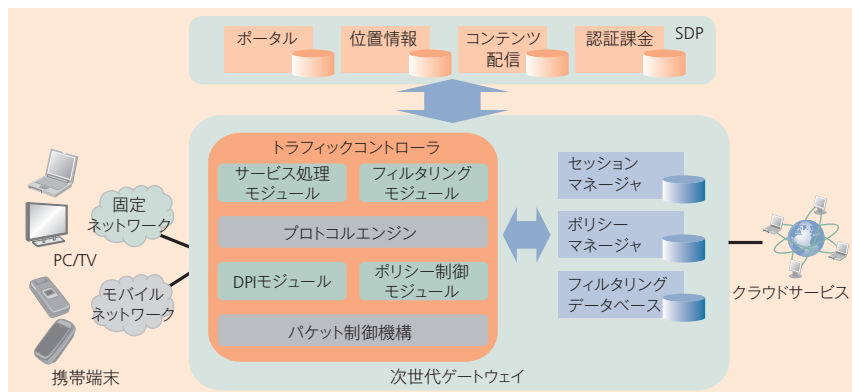 ポータル
位置情報
コンテンツ
配信
認証課金
SDP
トラフィックコントローラ
サービス処理
モジュール
フィルタリング
モジュール
プロトコルエンジン
DPIモジュール
ポリシー制御
モジュール
パケット制御機構
セッション
マネージャ
ポリシー
マネージャ
フィルタリング
データベース
次世代ゲートウェイ
固定
ネットワーク
PC/TV
モバイル
ネットワーク
携帯端末
クラウドサービス